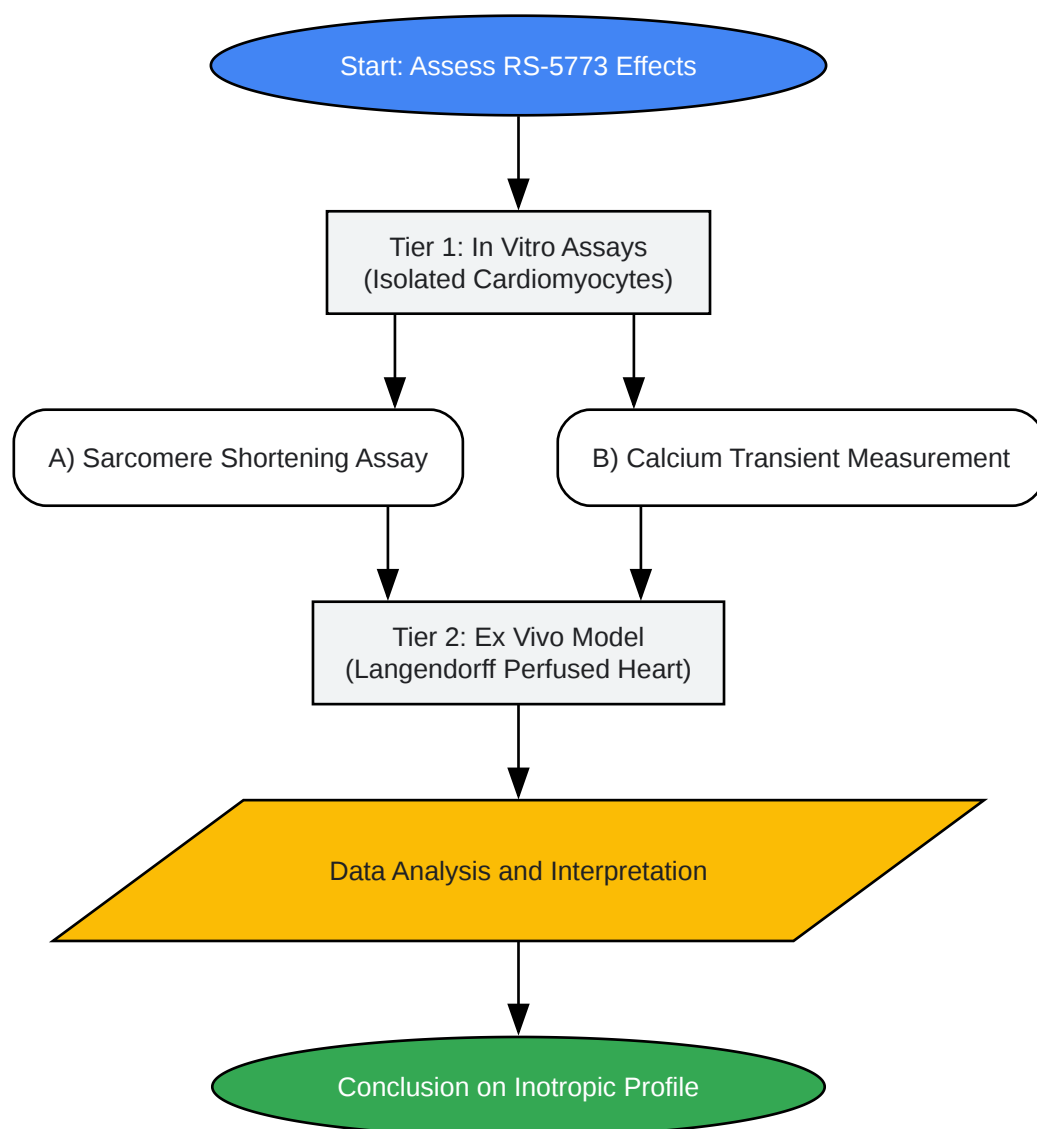 Start: Assess RS-5773 Effects
Tier 1: In Vitro Assays
(Isolated Cardiomyocytes)
A) Sarcomere Shortening Assay
B) Calcium Transient Measurement
Tier 2: Ex Vivo Model
(Langendorff Perfused Heart)
Data Analysis and Interpretation
Conclusion on Inotropic Profile